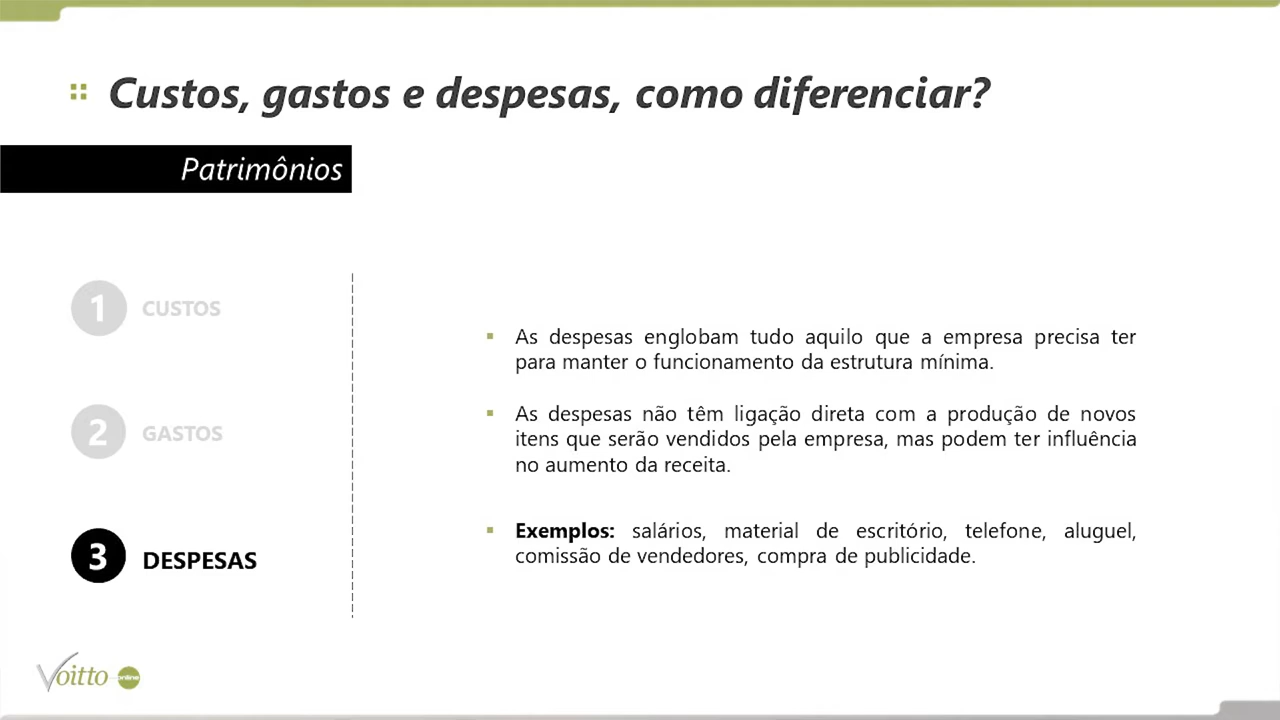 Custos, gastos e despesas, como diferenciar?
Patrimônios
1 CUSTOS
2 GASTOS
3 DESPESAS
As despesas englobam tudo aquilo que a empresa precisa ter
para manter o funcionamento da estrutura mínima.
As despesas não têm ligação direta com a produção de novos
itens que serão vendidos pela empresa, mas podem ter influência
no aumento da receita.
Exemplos: salários, material de escritório, telefone, aluguel,
comissão de vendedores, compra de publicidade.
Voitto online